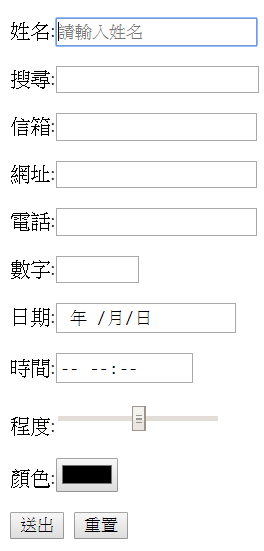 姓名:請輸入姓名
搜尋:
信箱:
網址:
電話:
數字:
日期: 年 /月/日
時間:-- --:--
程度:
顏色:
送出 重置